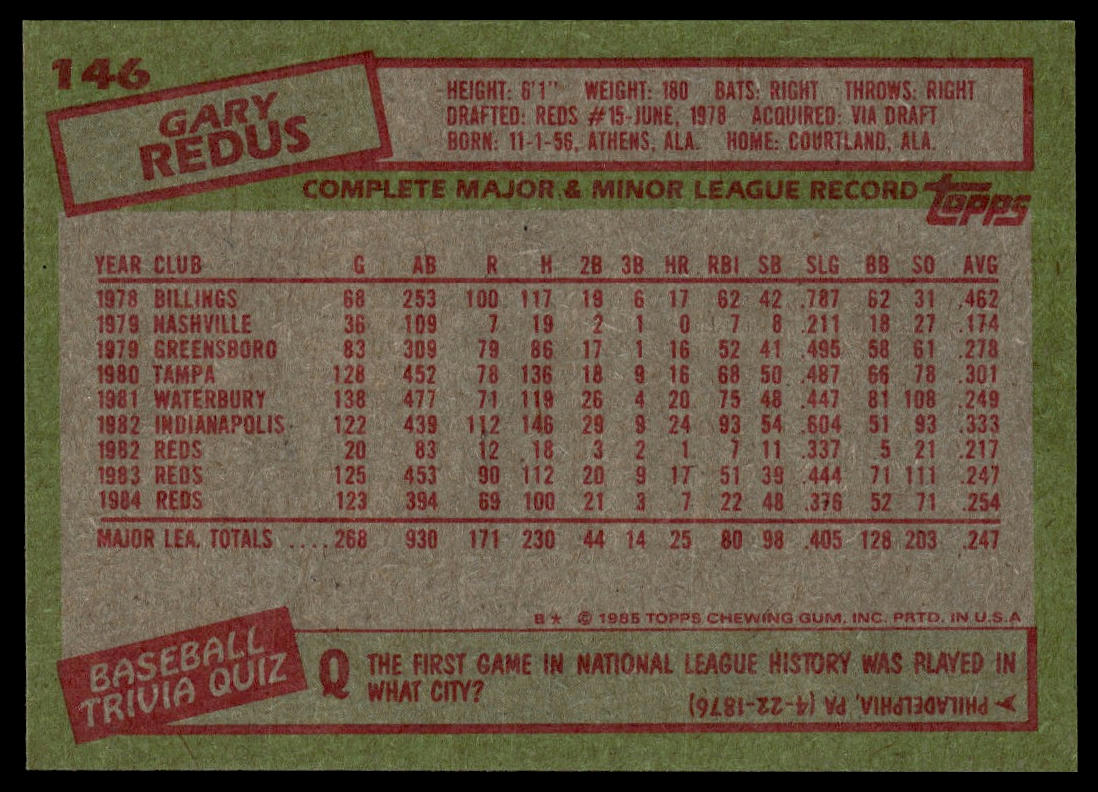 146
GARY
REDUS
HEIGHT: 6'1" WEIGHT: 180 BATS: RIGHT THROWS: RIGHT
DRAFTED: REDS #15-JUNE, 1978 ACQUIRED: VIA DRAFT
BORN: 11-1-56, ATHENS, ALA. HOME: COURTLAND, ALA.
COMPLETE MAJOR & MINOR LEAGUE RECORD topps
YEAR CLUB G AB R H 2B 3B HR RBI SB SLG BB SO AVG
1978 BILLINGS 68 253 100 117 19 6 17 62 42 .787 62 31 .462
1979 NASHVILLE 36 109 7 19 2 1 0 7 8 .211 18 27 .174
1979 GREENSBORO 83 309 79 86 17 1 16 52 41 .495 58 61 .278
1980 TAMPA 128 452 78 136 18 9 16 68 50 .487 66 78 .301
1981 WATERBURY 138 477 71 119 26 4 20 75 48 .447 81 108 .249
1982 INDIANAPOLIS 122 439 112 146 29 9 24 93 54 .604 51 93 .333
1982 REDS 20 83 12 18 3 2 1 7 11 .337 5 21 .217
1983 REDS 125 453 90 112 20 9 17 51 39 .444 71 111 .247
1984 REDS 123 394 69 100 21 3 7 22 48 .376 52 71 .254
MAJOR LEA. TOTALS ....268 930 171 230 44 14 25 80 98 .405 128 203 .247
B* © 1985 TOPPS CHEWING GUM, INC. PRTD. IN U.S.A
BASEBALL
TRIVIA QUIZ
Q THE FIRST GAME IN NATIONAL LEAGUE HISTORY WAS PLAYED IN
WHAT CITY?
PHILADELPHIA, PA (4-22-1876)